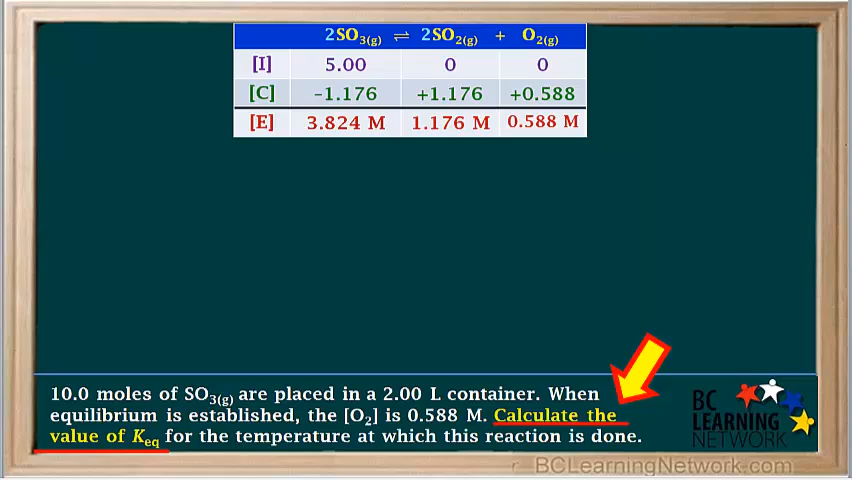 2SO3(g) ⇌ 2SO2(g) + O2(g)
[I] 5.00 0 0
[C] –1.176 +1.176 +0.588
[E] 3.824 M 1.176 M 0.588 M
10.0 moles of SO3(g) are placed in a 2.00 L container. When
equilibrium is established, the [O2] is 0.588 M. Calculate the
value of Keq for the temperature at which this reaction is done.
BC
LEARNING
NETWORK
BCLearningNetwork.com